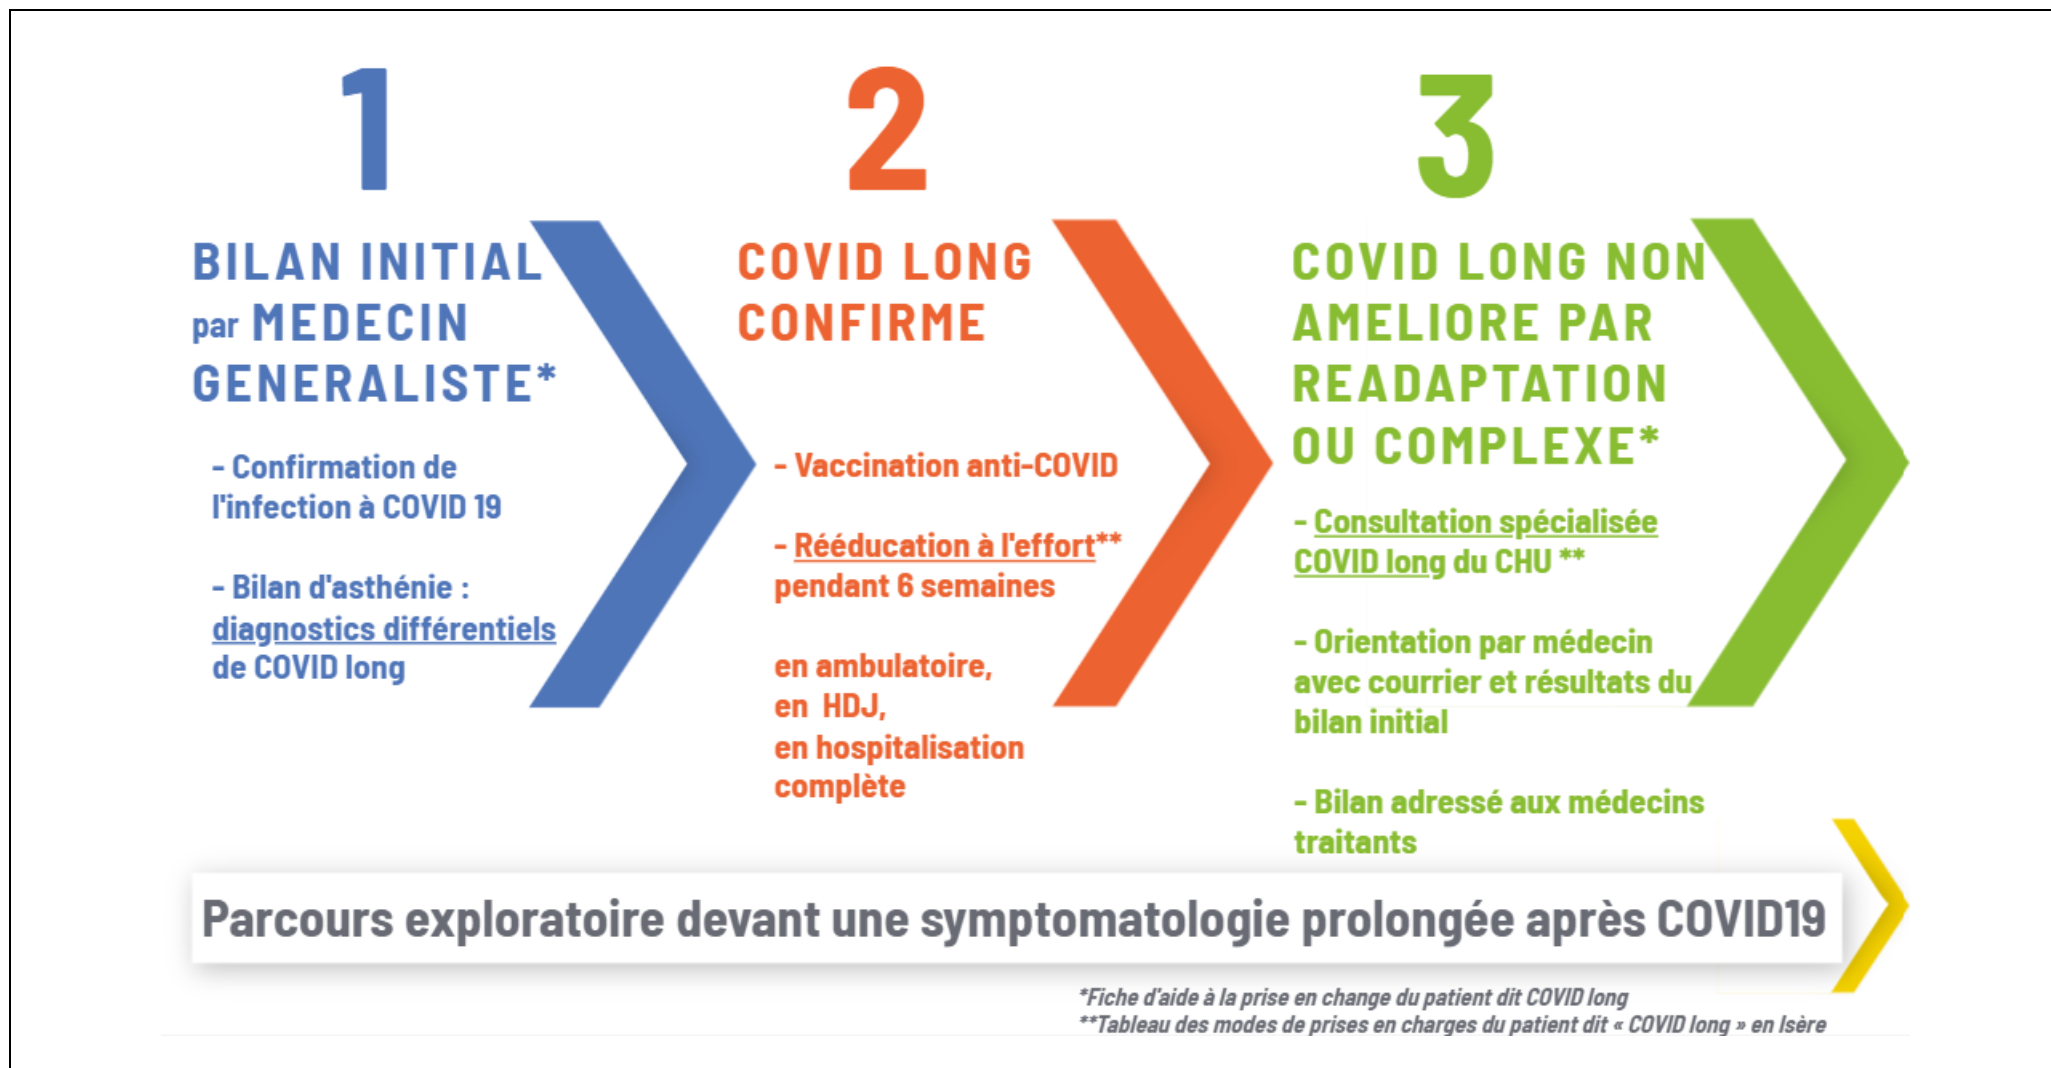 1
BILAN INITIAL
par MEDECIN
GENERALISTE*
- Confirmation de
l'infection à COVID 19
- Bilan d'asthénie :
diagnostics différentiels
de COVID long
2
COVID LONG
CONFIRME
- Vaccination anti-COVID
- Rééducation à l'effort**
pendant 6 semaines
en ambulatoire,
en HDJ,
en hospitalisation
complète
3
COVID LONG NON
AMELIORE PAR
READAPTATION
OU COMPLEXE*
- Consultation spécialisée
COVID long du CHU **
- Orientation par médecin
avec courrier et résultats du
bilan initial
- Bilan adressé aux médecins
traitants
Parcours exploratoire devant une symptomatologie prolongée après COVID19
*Fiche d'aide à la prise en change du patient dit COVID long
**Tableau des modes de prises en charges du patient dit « COVID long » en Isère